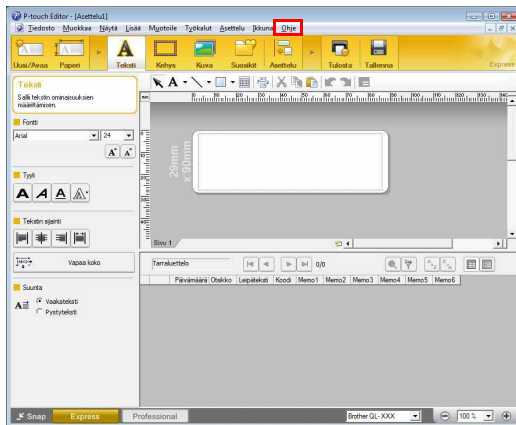 P-touch Editor - [Asettelu1]
Tiedosto Muokkaa Näytä Lisää Muotoile Työkalut Asettelu Ikkuna Ohje
Uusi/Avaa Paperi Teksti Kehys Kuva Suosikit Asettelu Tulosta Tallenna Express
Teksti
Salli tekstin ominaisuuksien
määrittämisen.
Fontti
Arial 24
Tyyli
Tekstin sijainti
Vapaa koko
Suunta
Vaakateksti
Pystyteksti
29mm
x 90mm
Sivu 1
Tarraluettelo 0/0
Päivämäärä Otsikko Leipäteksti Koodi Memo1 Memo2 Memo3 Memo4 Memo5 Memo6
Snap Express Professional Brother QL-XXX 100 %